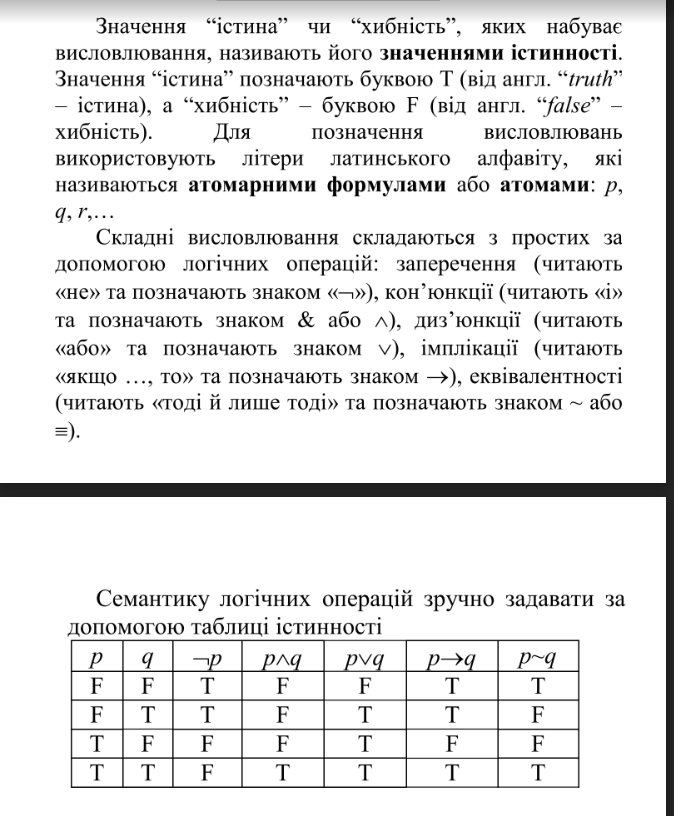 Значення “істина” чи “хибність”, яких набуває
висловлювання, називають його значеннями істинності.
Значення “істина” позначають буквою Т (від англ. “truth”
– істина), а “хибність” – буквою F (від англ. “false” –
хибність). Для позначення висловлювань
використовують літери латинського алфавіту, які
називаються атомарними формулами або атомами: p,
q, r,…
Складні висловлювання складаються з простих за
допомогою логічних операцій: заперечення (читають
«не» та позначають знаком «¬»), кон’юнкції (читають «і»
та позначають знаком & або ∧), диз’юнкції (читають
«або» та позначають знаком ∨), імплікації (читають
«якщо …, то» та позначають знаком →), еквівалентності
(читають «тоді й лише тоді» та позначають знаком ~ або
≡).
Семантику логічних операцій зручно задавати за
допомогою таблиці істинності
p q ¬p p∧q p∨q p→q p~q
F F T F F T T
F T T F T T F
T F F F T F F
T T F T T T T